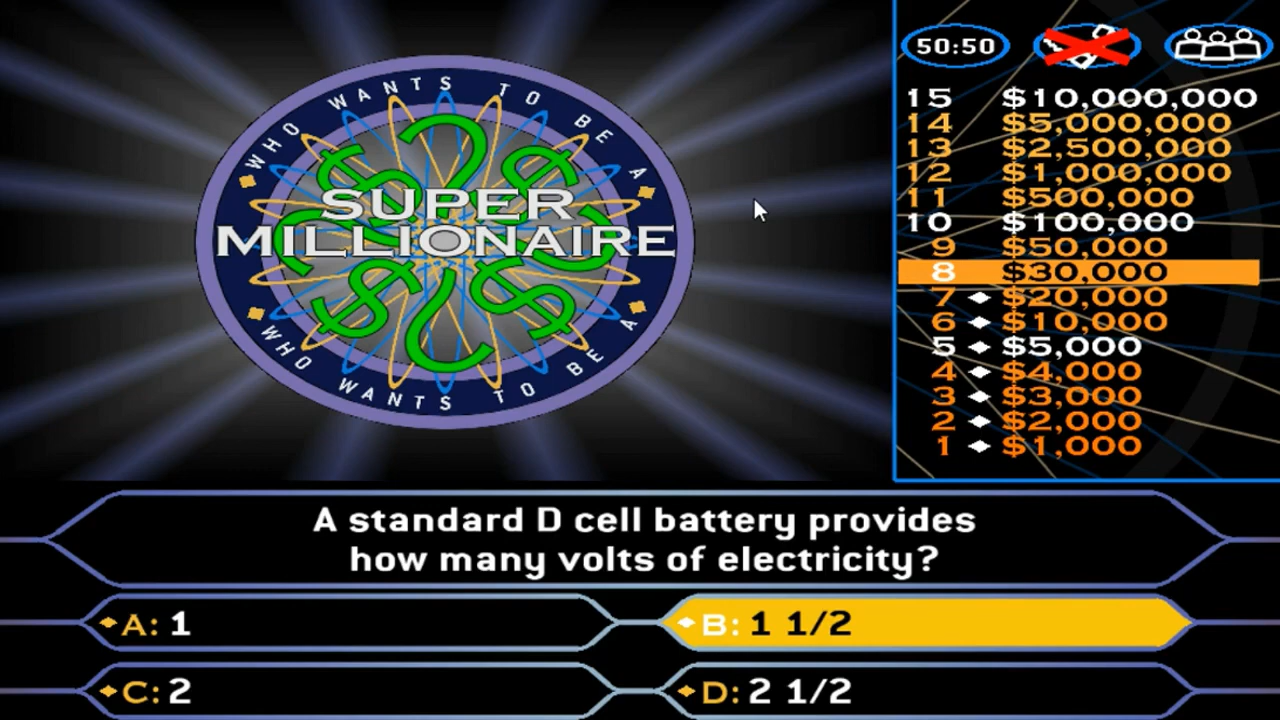 WHO WANTS TO BE A
SUPER
MILLIONAIRE
WHO WANTS TO BE A
50:50
15 $10,000,000
14 $5,000,000
13 $2,500,000
12 $1,000,000
11 $500,000
10 $100,000
9 $50,000
8 $30,000
7 $20,000
6 $10,000
5 $5,000
4 $4,000
3 $3,000
2 $2,000
1 $1,000
A standard D cell battery provides
how many volts of electricity?
A: 1
B: 1 1/2
C: 2
D: 2 1/2